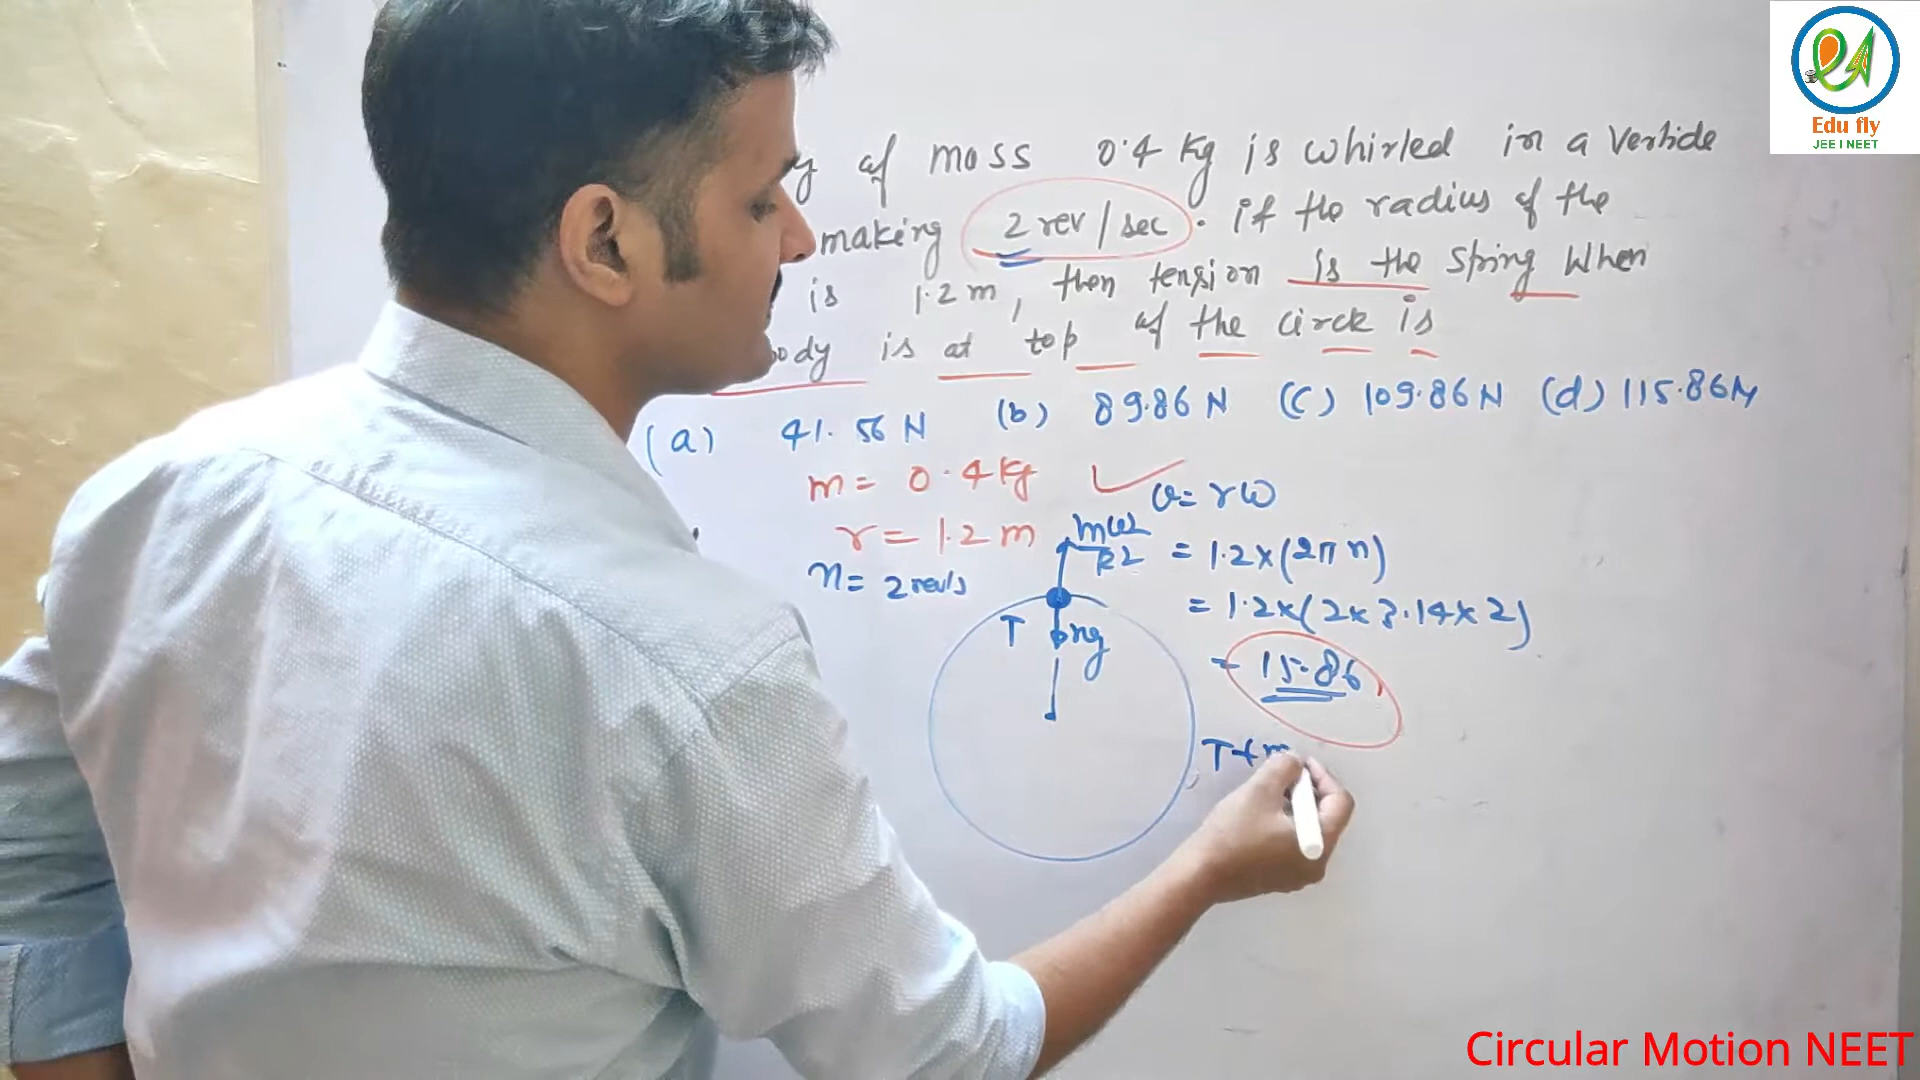 Edu fly
JEE I NEET
of mass 0.4 kg is whirled in a vertide
making 2 rev/sec. if the radius of the
is 1.2 m, then tension is the string When
body is at top of the circle is
(a) 41.56 N (b) 89.86 N (c) 109.86 N (d) 115.86 N
m = 0.4 kg
r = 1.2 m
n = 2 rev/s
v = rω
= 1.2×(2π n)
= 1.2×(2×3.14×2)
= 15.86
T mg
T+m
Circular Motion NEET